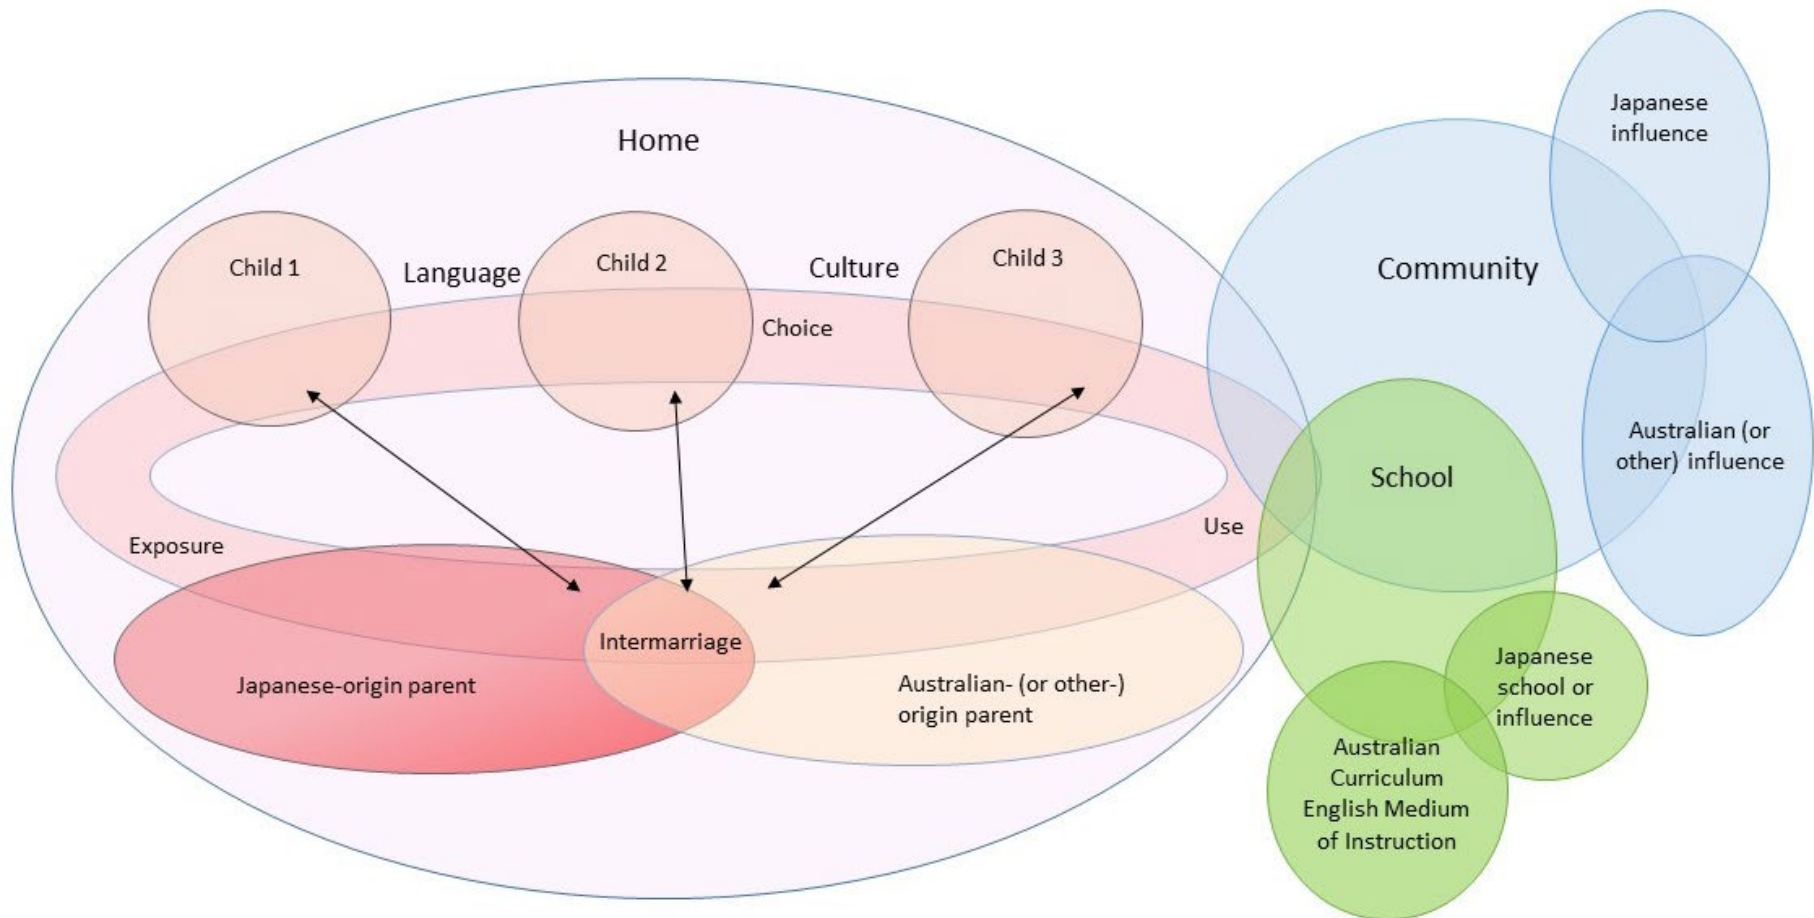 Home
Child 1
Language
Child 2
Culture
Child 3
Choice
Exposure
Use
Intermarriage
Japanese-origin parent
Australian- (or other-)
origin parent
Community
Japanese
influence
Australian (or
other) influence
School
Japanese
school or
influence
Australian
Curriculum
English Medium
of Instruction